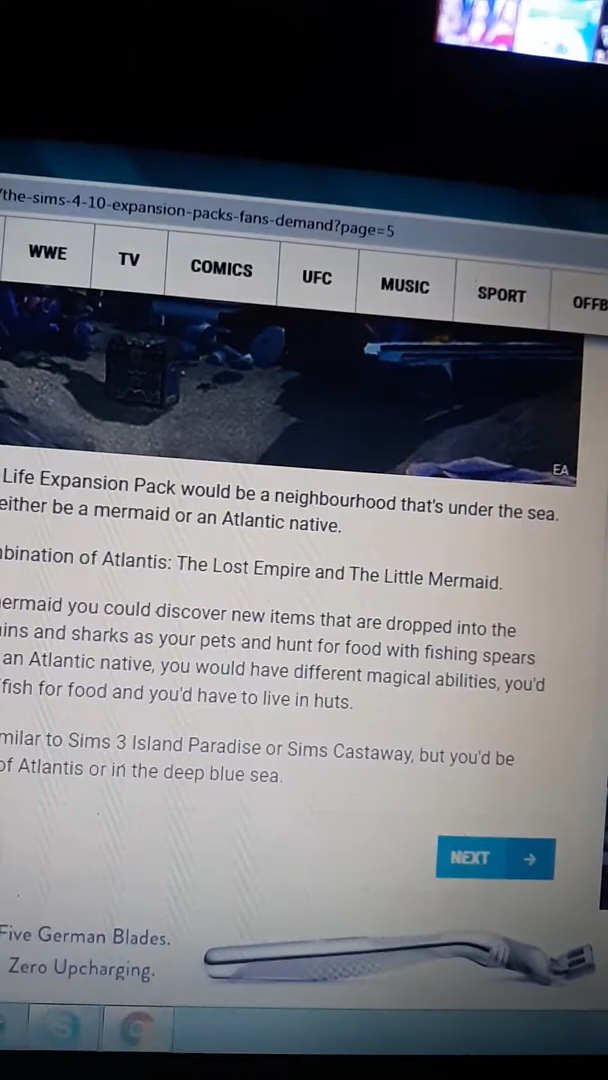 /the-sims-4-10-expansion-packs-fans-demand?page=5
WWE TV COMICS UFC MUSIC SPORT OFFB
EA
Life Expansion Pack would be a neighbourhood that's under the sea.
either be a mermaid or an Atlantic native.
mbination of Atlantis: The Lost Empire and The Little Mermaid.
ermaid you could discover new items that are dropped into the
ins and sharks as your pets and hunt for food with fishing spears
an Atlantic native, you would have different magical abilities, you'd
fish for food and you'd have to live in huts.
milar to Sims 3 Island Paradise or Sims Castaway, but you'd be
of Atlantis or in the deep blue sea.
NEXT →
Five German Blades.
Zero Upcharging.